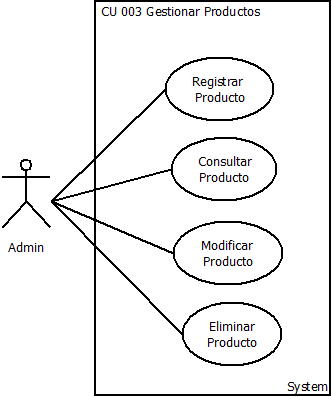 CU 003 Gestionar Productos
Registrar
Producto
Consultar
Producto
Admin
Modificar
Producto
Eliminar
Producto
System